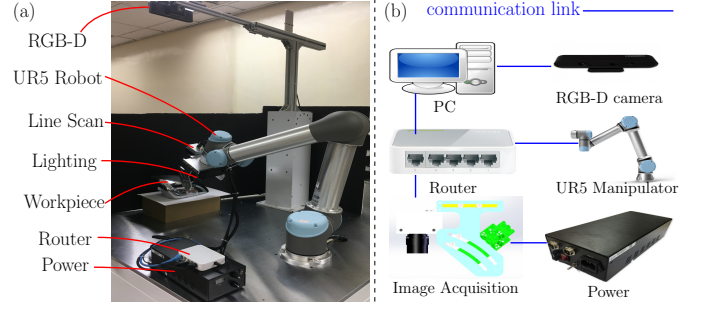 (a)
RGB-D
UR5 Robot
Line Scan
Lighting
Workpiece
Router
Power
(b)
communication link
PC
RGB-D camera
Router
UR5 Manipulator
Image Acquisition
Power